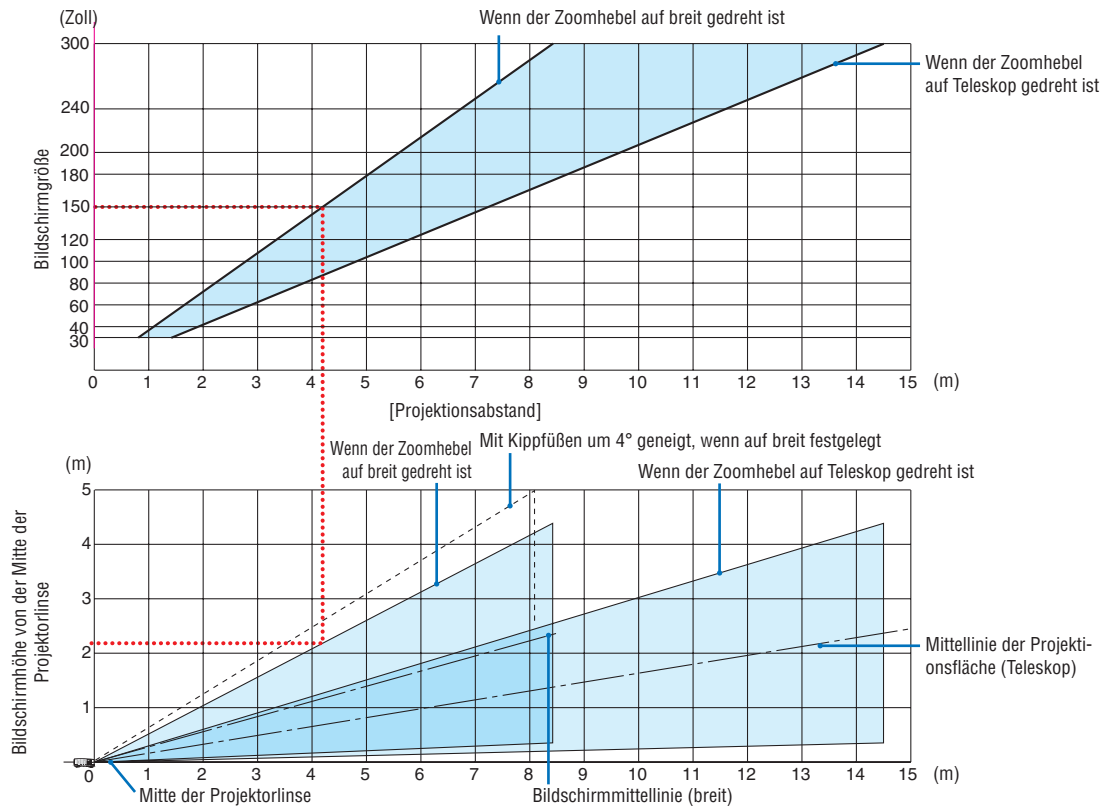 (Zoll)
Wenn der Zoomhebel auf breit gedreht ist
300
240
200
180
150
120
100
80
60
40
30
Bildschirmgröße
Wenn der Zoomhebel
auf Teleskop gedreht ist
0 1 2 3 4 5 6 7 8 9 10 11 12 13 14 15 (m)
[Projektionsabstand]
(m)
Wenn der Zoomhebel
auf breit gedreht ist
Mit Kippfüßen um 4° geneigt, wenn auf breit festgelegt
Wenn der Zoomhebel auf Teleskop gedreht ist
5
4
3
2
1
Bildschirmhöhe von der Mitte der
Projektorlinse
Mittellinie der Projekti-
onsfläche (Teleskop)
0 1 2 3 4 5 6 7 8 9 10 11 12 13 14 15 (m)
Mitte der Projektorlinse
Bildschirmmittellinie (breit)